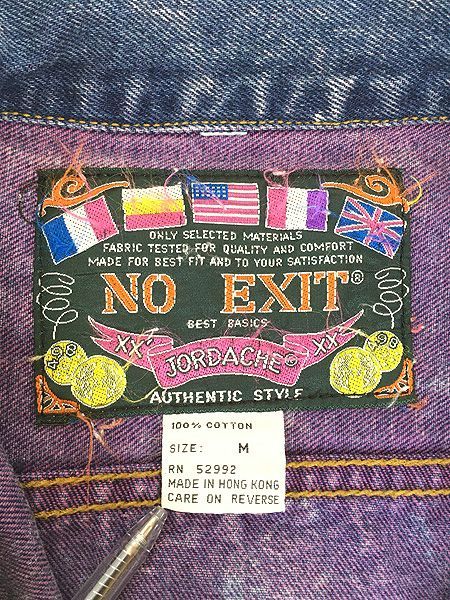 ONLY SELECTED MATERIALS
FABRIC TESTED FOR QUALITY AND COMFORT
MADE FOR BEST FIT AND TO YOUR SATISFACTION
NO EXIT®
BEST BASICS
XX JORDACHE® XX
498 498
AUTHENTIC STYLE
100% COTTON
SIZE: M
RN 52992
MADE IN HONG KONG
CARE ON REVERSE